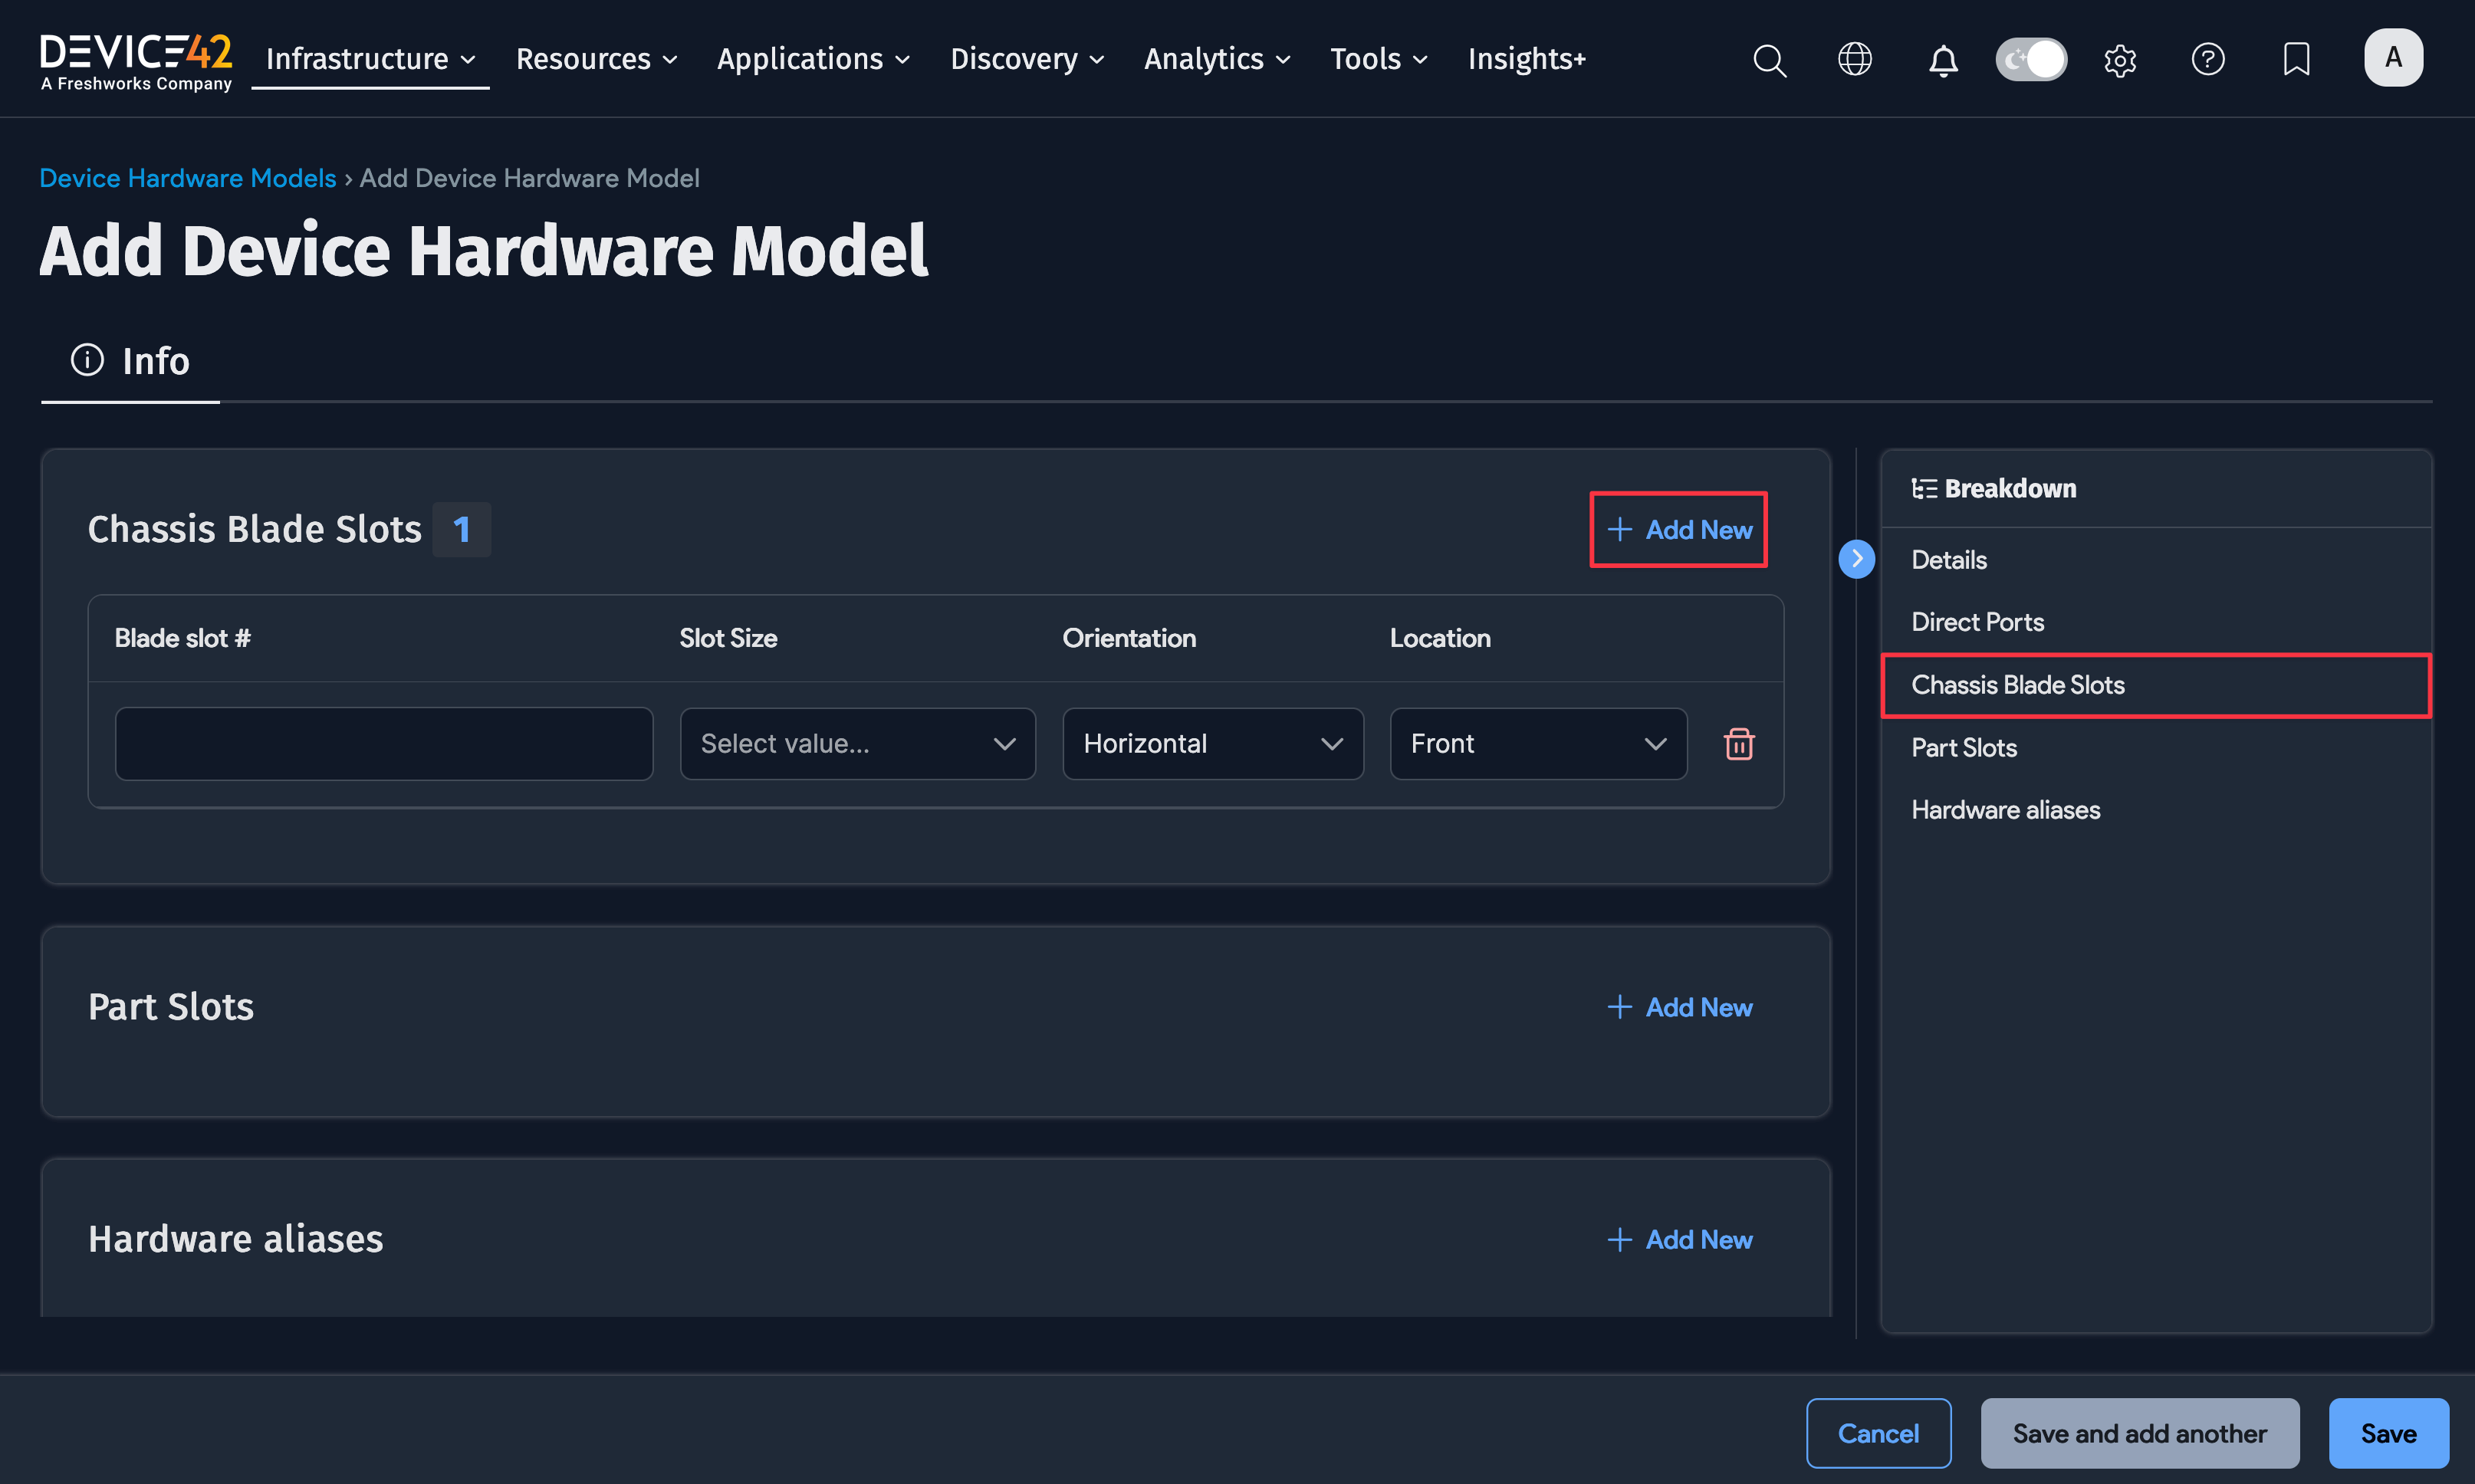 DEVICE42
A Freshworks Company
Infrastructure Resources Applications Discovery Analytics Tools Insights+
A
Device Hardware Models › Add Device Hardware Model
Add Device Hardware Model
Info
Chassis Blade Slots 1
+ Add New
Blade slot # Slot Size Orientation Location
Select value... Horizontal Front
Part Slots
+ Add New
Hardware aliases
+ Add New
Breakdown
Details
Direct Ports
Chassis Blade Slots
Part Slots
Hardware aliases
Cancel Save and add another Save